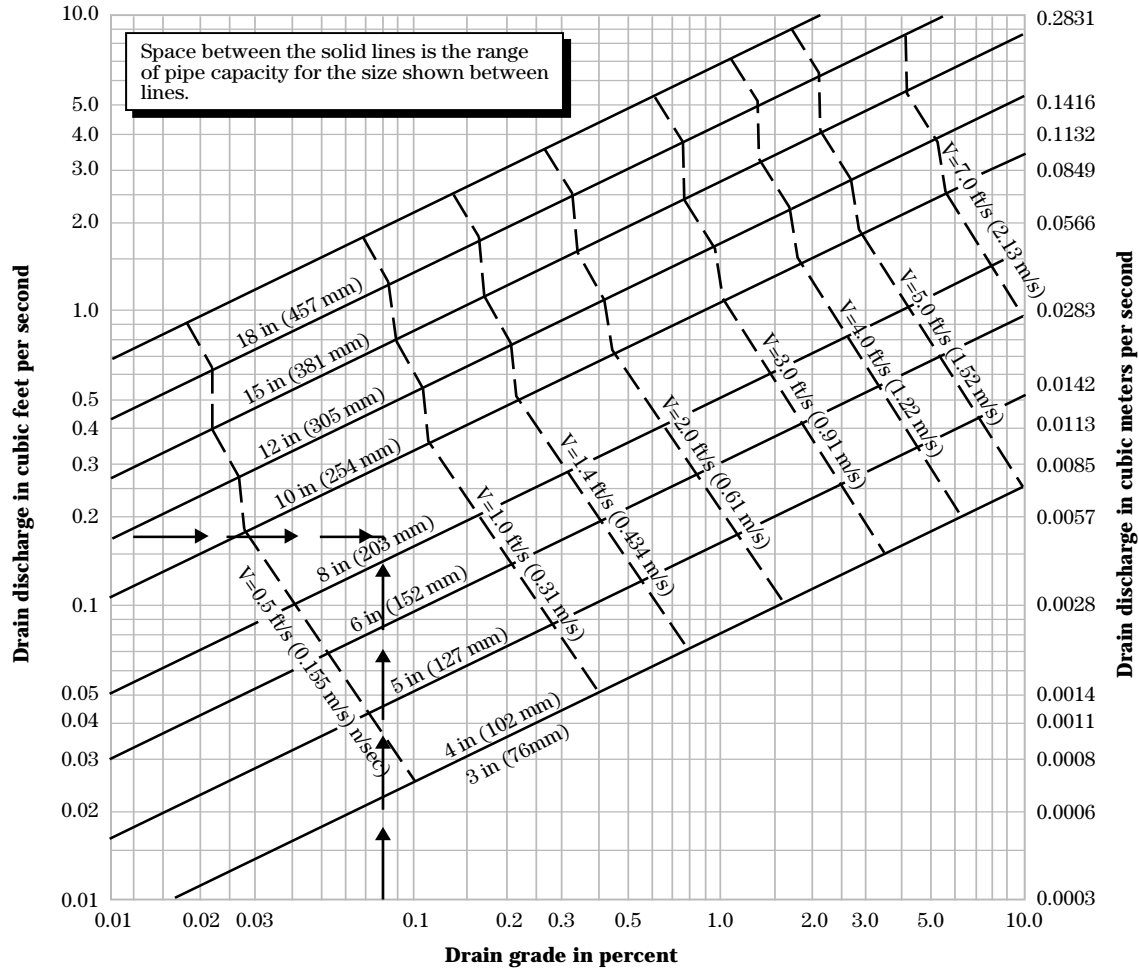 10.0
5.0
4.0
3.0
2.0
1.0
0.5
0.4
0.3
0.2
0.1
0.05
0.04
0.03
0.02
0.01
Drain discharge in cubic feet per second
Space between the solid lines is the range
of pipe capacity for the size shown between
lines.
18 in (457 mm)
15 in (381 mm)
12 in (305 mm)
10 in (254 mm)
8 in (203 mm)
6 in (152 mm)
5 in (127 mm)
4 in (102 mm)
3 in (76mm)
V=0.5 ft/s (0.155 m/s) n/sec)
V=1.0 ft/s (0.31 m/s)
V=1.4 ft/s (0.434 m/s)
V=2.0 ft/s (0.61 m/s)
V=3.0 ft/s (0.91 m/s)
V=4.0 ft/s (1.22 m/s)
V=5.0 ft/s (1.52 m/s)
V=7.0 ft/s (2.13 m/s)
0.2831
0.1416
0.1132
0.0849
0.0566
0.0283
0.0142
0.0113
0.0085
0.0057
0.0028
0.0014
0.0011
0.0008
0.0006
0.0003
Drain discharge in cubic meters per second
0.01 0.02 0.03 0.1 0.2 0.3 0.5 1.0 2.0 3.0 5.0 10.0
Drain grade in percent